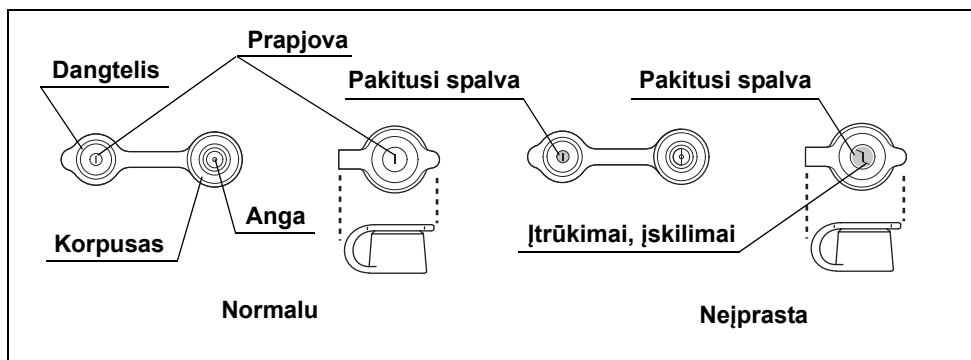 Prapjova
Dangtelis
Pakitusi spalva
Pakitusi spalva
Anga
Korpusas
Įtrūkimai, įskilimai
Normalu
Neįprasta